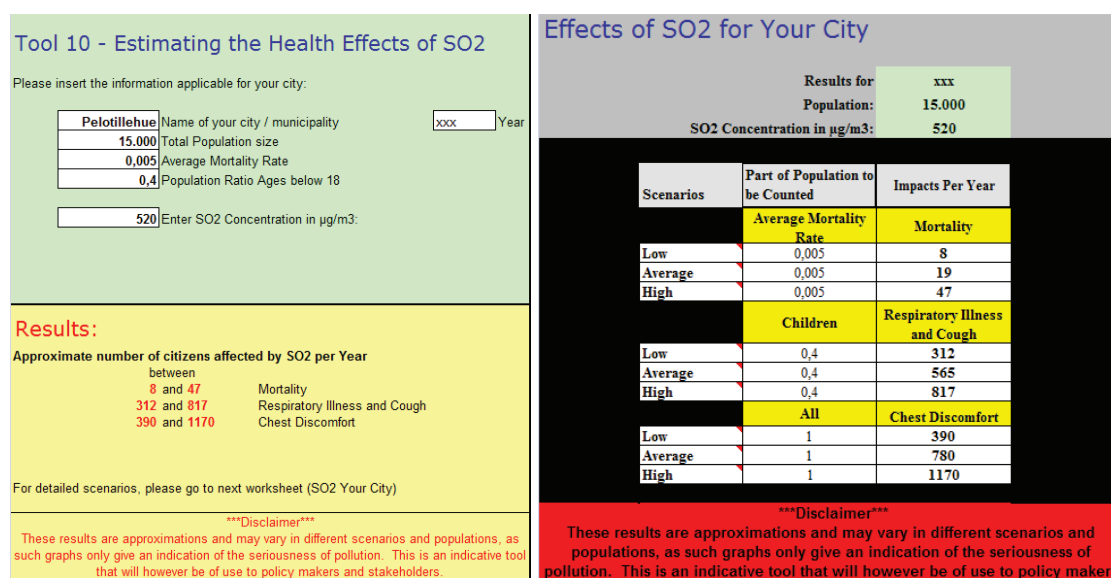 Tool 10 - Estimating the Health Effects of SO2
Please insert the information applicable for your city:
Pelotillehue Name of your city / municipality xxx Year
15.000 Total Population size
0,005 Average Mortality Rate
0,4 Population Ratio Ages below 18
520 Enter SO2 Concentration in µg/m3:
Results:
Approximate number of citizens affected by SO2 per Year
between
8 and 47 Mortality
312 and 817 Respiratory Illness and Cough
390 and 1170 Chest Discomfort
For detailed scenarios, please go to next worksheet (SO2 Your City)
***Disclaimer***
These results are approximations and may vary in different scenarios and populations, as
such graphs only give an indication of the seriousness of pollution. This is an indicative tool
that will however be of use to policy makers and stakeholders.
Effects of SO2 for Your City
Results for xxx
Population: 15.000
SO2 Concentration in µg/m3: 520
Scenarios Part of Population to be Counted Impacts Per Year
Average Mortality Rate Mortality
Low 0,005 8
Average 0,005 19
High 0,005 47
Children Respiratory Illness and Cough
Low 0,4 312
Average 0,4 565
High 0,4 817
All Chest Discomfort
Low 1 390
Average 1 780
High 1 1170
***Disclaimer***
These results are approximations and may vary in different scenarios and
populations, as such graphs only give an indication of the seriousness of
pollution. This is an indicative tool that will however be of use to policy maker